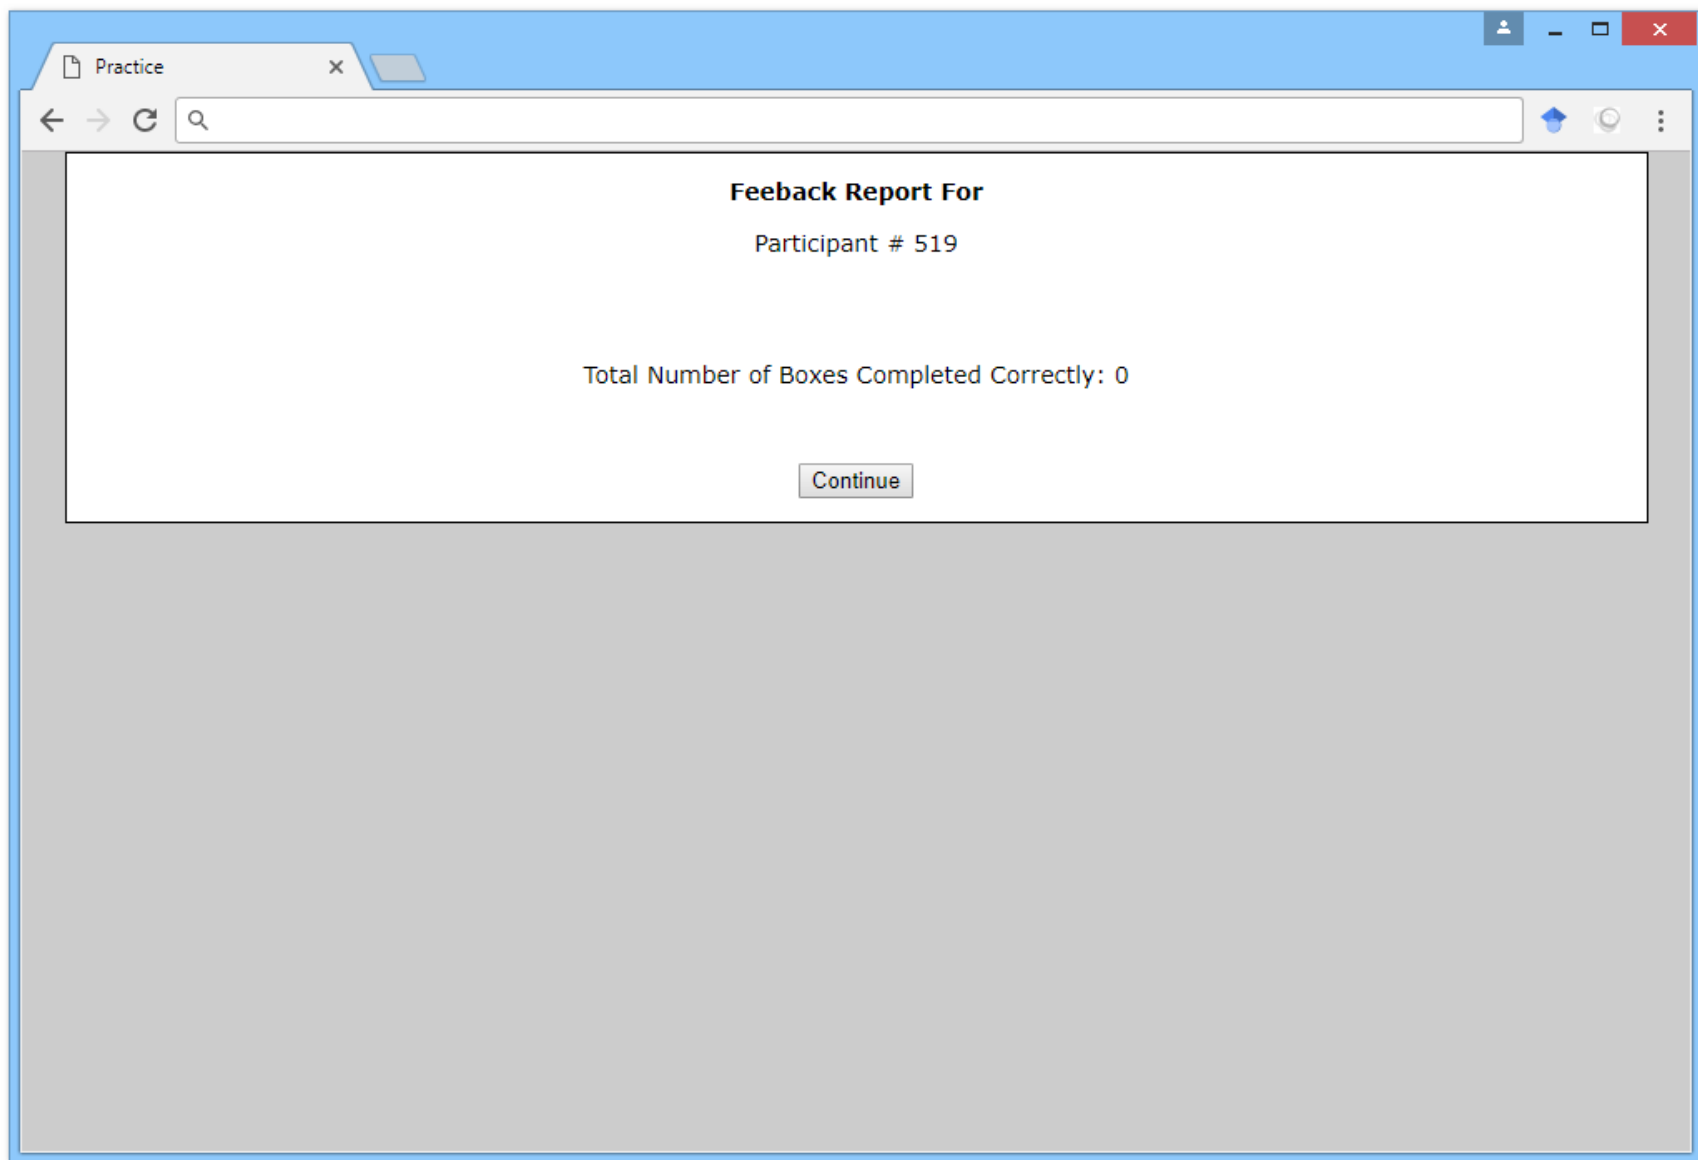 Practice
Feeback Report For
Participant # 519
Total Number of Boxes Completed Correctly: 0
Continue